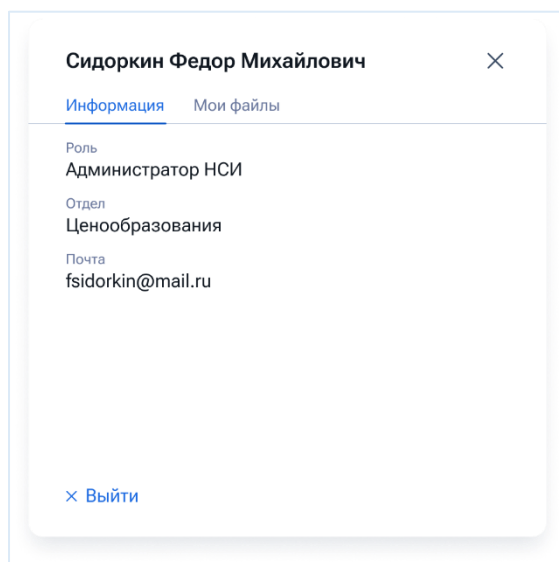 Сидоркин Федор Михайлович
Информация Мои файлы
Роль
Администратор НСИ
Отдел
Ценообразования
Почта
fsidorkin@mail.ru
Выйти